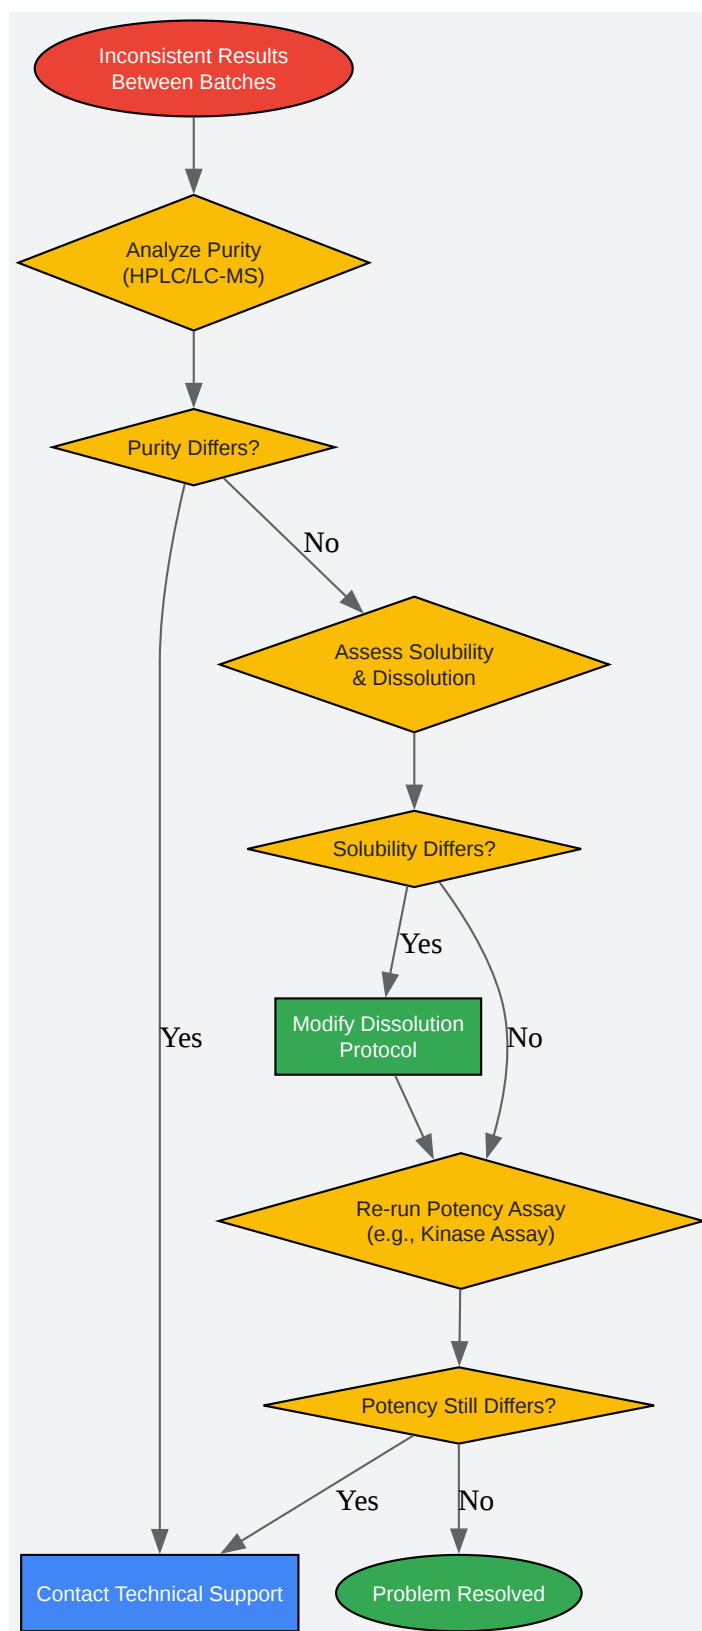 Inconsistent Results
Between Batches
Analyze Purity
(HPLC/LC-MS)
Purity Differs?
No
Assess Solubility
& Dissolution
Solubility Differs?
Yes
Modify Dissolution
Protocol
Yes
No
Re-run Potency Assay
(e.g., Kinase Assay)
Potency Still Differs?
Yes
No
Contact Technical Support
Problem Resolved